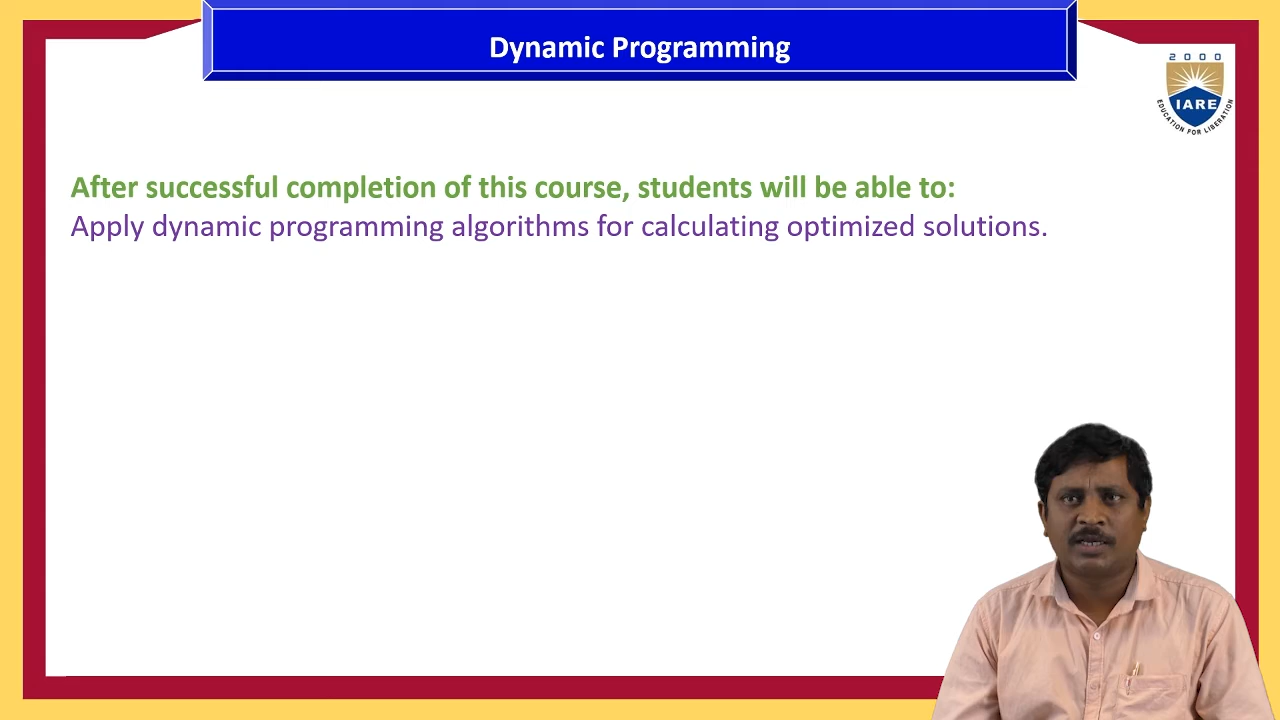 Dynamic Programming
2000
IARE
EDUCATION FOR LIBERATION
After successful completion of this course, students will be able to:
Apply dynamic programming algorithms for calculating optimized solutions.